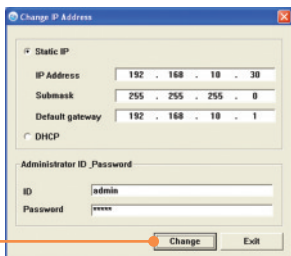 Change IP Address
Static IP
IP Address 192 . 168 . 10 . 30
Submask 255 . 255 . 255 . 0
Default gateway 192 . 168 . 10 . 1
DHCP
Administrator ID_Password
ID admin
Password *****
Change Exit